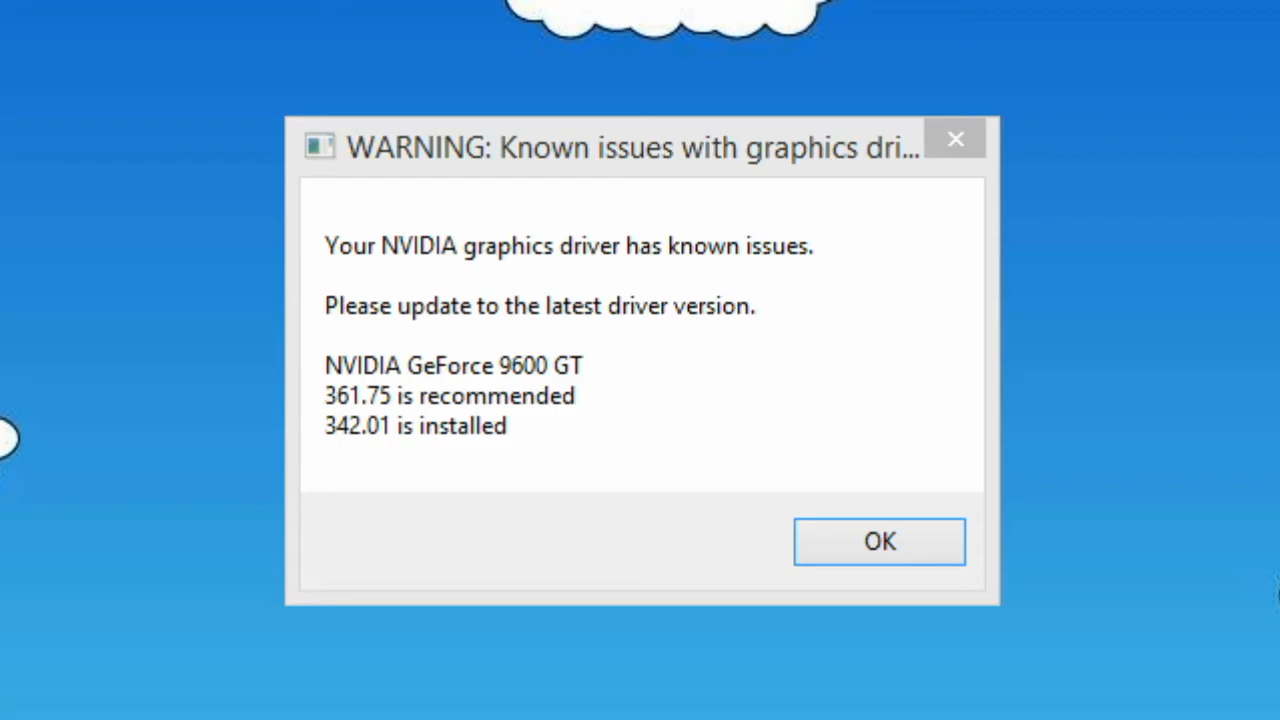 WARNING: Known issues with graphics dri...
Your NVIDIA graphics driver has known issues.
Please update to the latest driver version.
NVIDIA GeForce 9600 GT
361.75 is recommended
342.01 is installed
OK